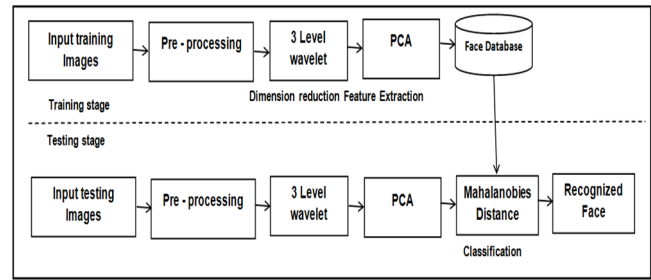 Input training
Images
Pre - processing
3 Level
wavelet
PCA
Face Database
Dimension reduction Feature Extraction
Training stage
Testing stage
Input testing
Images
Pre - processing
3 Level
wavelet
PCA
Mahalanobies
Distance
Recognized
Face
Classification